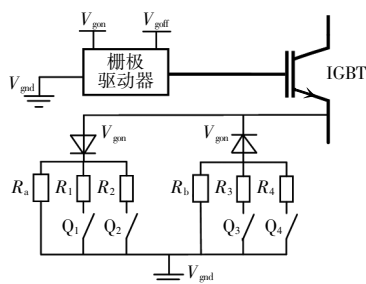 V_gon V_goff
栅极
驱动器
V_gnd
IGBT
V_gon V_gon
R_a R_1 R_2 R_b R_3 R_4
Q_1 Q_2 Q_3 Q_4
V_gnd